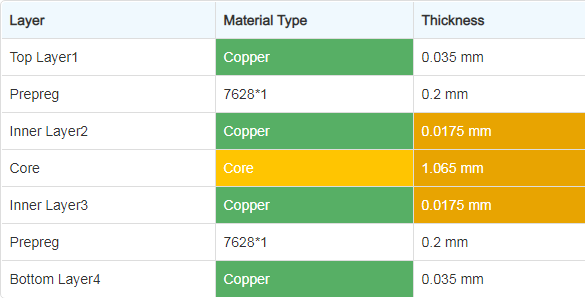 Layer Material Type Thickness
Top Layer1 Copper 0.035 mm
Prepreg 7628*1 0.2 mm
Inner Layer2 Copper 0.0175 mm
Core Core 1.065 mm
Inner Layer3 Copper 0.0175 mm
Prepreg 7628*1 0.2 mm
Bottom Layer4 Copper 0.035 mm